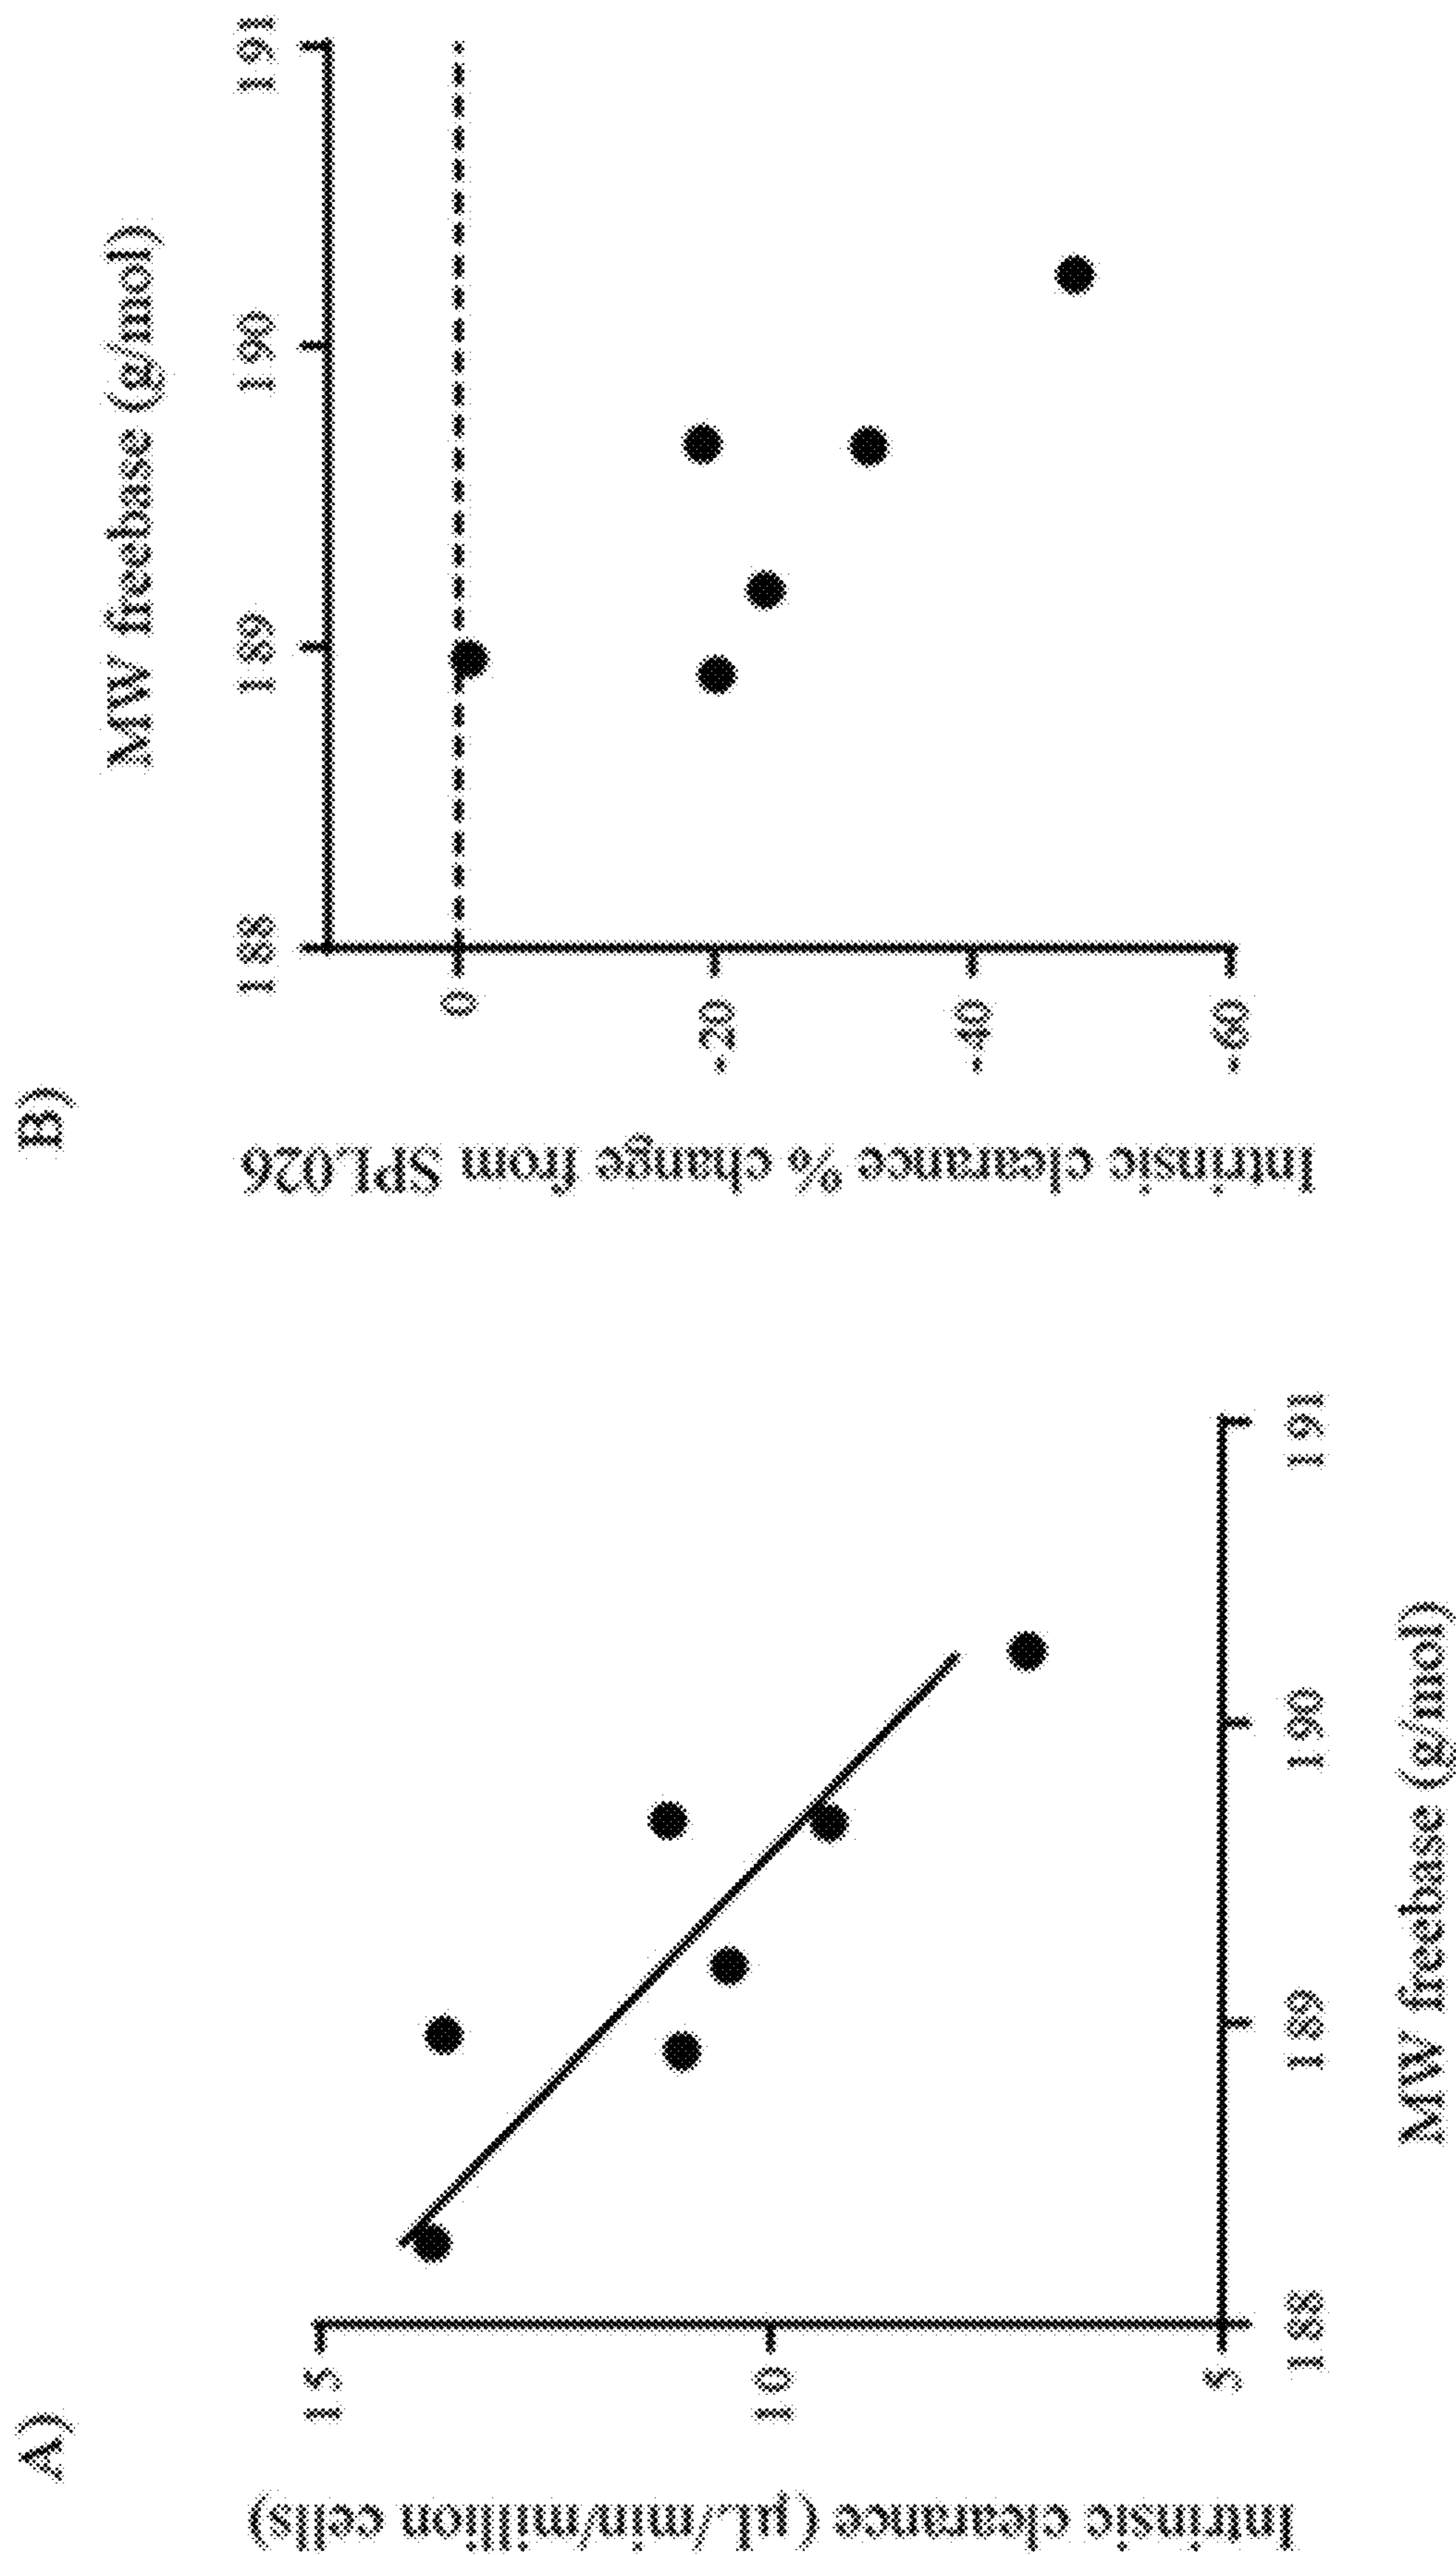 A)
Intrinsic clearance (µL/min/million cells)
15
10
5
188
189
190
191
MW freebase (g/mol)
B)
MW freebase (g/mol)
188
189
190
191
Intrinsic clearance % change from SPL026
0
-20
-40
-60